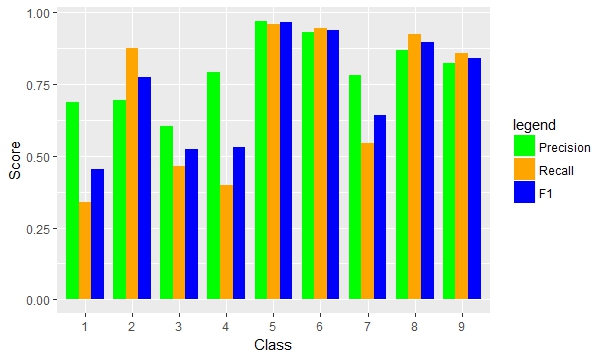 1.00
0.75
0.50
0.25
0.00
Score
1 2 3 4 5 6 7 8 9
Class
legend
Precision
Recall
F1